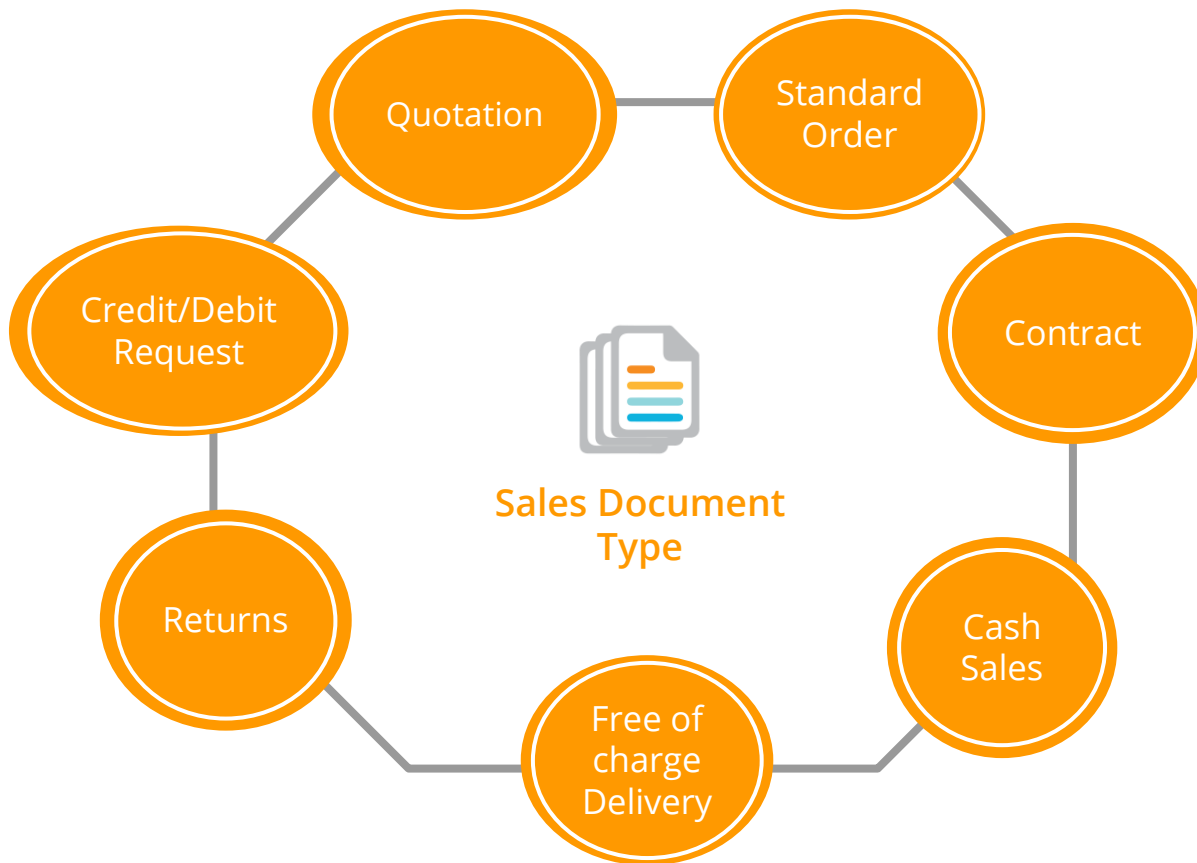 Quotation
Standard
Order
Credit/Debit
Request
Contract
Sales Document
Type
Returns
Cash
Sales
Free of
charge
Delivery